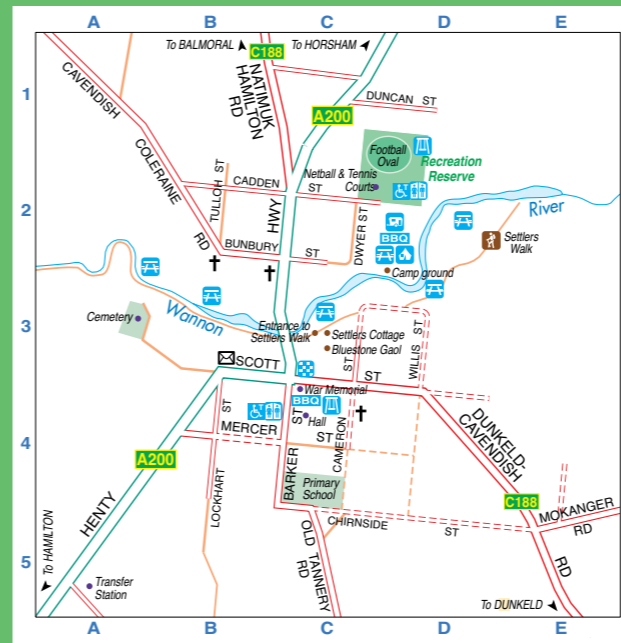 A B C D E
To BALMORAL
To HORSHAM
C188
1
CAVENDISH
NATIMUK
HAMILTON
RD
DUNCAN ST
A200
COLERAINE
Football
Oval
Recreation
Reserve
TULLOH ST
Netball & Tennis
Courts
CADDEN ST
2
HWY
DWYER ST
River
RD
BUNBURY ST
BBQ
Settlers
Walk
Camp ground
3
Cemetery
Wannon
Entrance to
Settlers Walk
Settlers Cottage
Bluestone Gaol
WILLIS ST
SCOTT ST
ST
War Memorial
BBQ
Hall
ST
MERCER ST
4
CAMERON
DUNKELD-
CAVENDISH
A200
BARKER ST
Primary
School
LOCKHART
C188
HENTY
CHIRNSIDE ST
MOKANGER
RD
To HAMILTON
OLD TANNERY
RD
RD
5
Transfer
Station
To DUNKELD
A B C D E